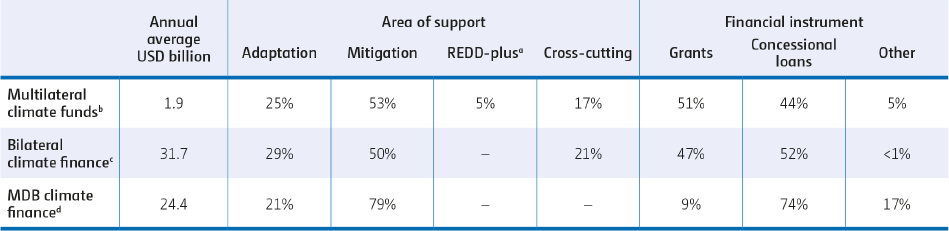 Annual average USD billion Area of support Financial instrument
Adaptation Mitigation REDD-plusᵃ Cross-cutting Grants Concessional loans Other
Multilateral climate fundsᵇ 1.9 25% 53% 5% 17% 51% 44% 5%
Bilateral climate financeᶜ 31.7 29% 50% – 21% 47% 52% <1%
MDB climate financeᵈ 24.4 21% 79% – – 9% 74% 17%